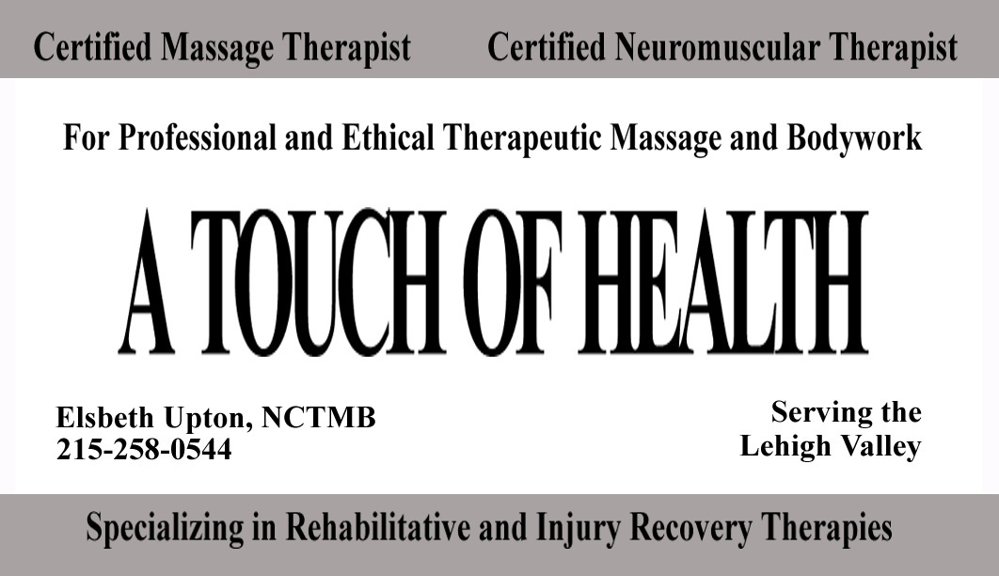 Certified Massage Therapist Certified Neuromuscular Therapist
For Professional and Ethical Therapeutic Massage and Bodywork
A TOUCH OF HEALTH
Elsbeth Upton, NCTMB
215-258-0544
Serving the
Lehigh Valley
Specializing in Rehabilitative and Injury Recovery Therapies